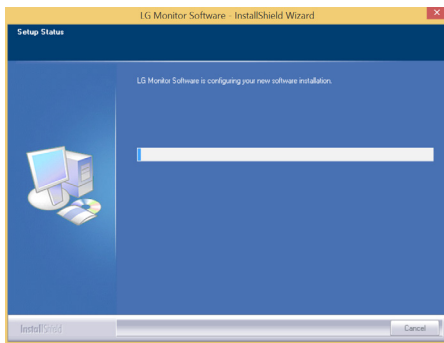 LG Monitor Software - InstallShield Wizard
Setup Status
LG Monitor Software is configuring your new software installation.
InstallShield
Cancel